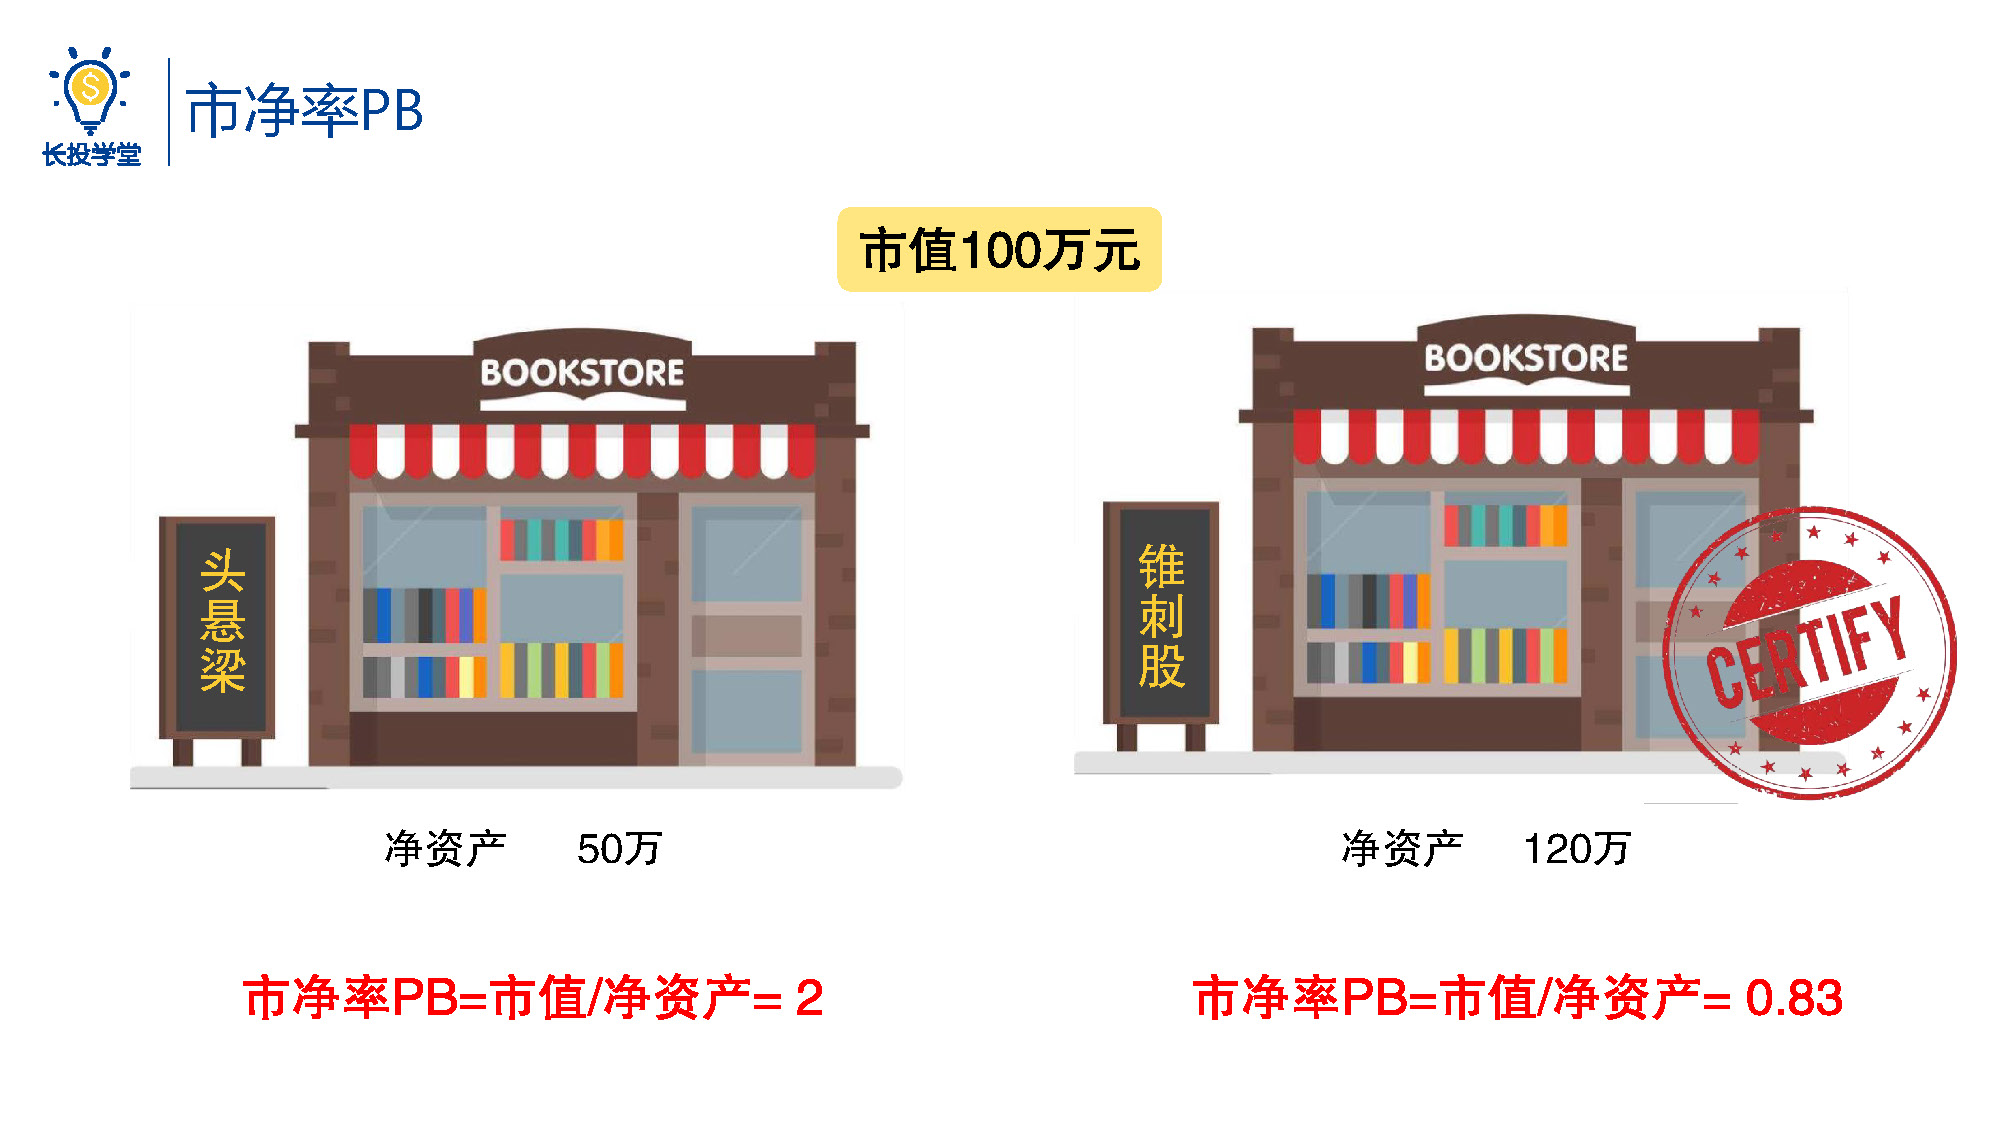 长投学堂
市净率PB
市值100万元
BOOKSTORE
头悬梁
BOOKSTORE
锥刺股
CERTIFY
净资产 50万
净资产 120万
市净率PB=市值/净资产= 2
市净率PB=市值/净资产= 0.83